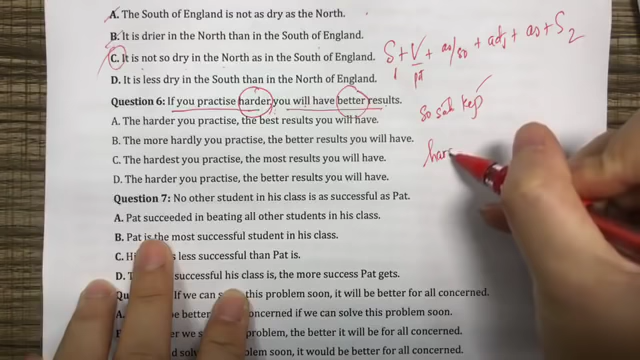 A. The South of England is not as dry as the North.
B. It is drier in the North than in the South of England.
C. It is not so dry in the North as in the South of England.
D. It is less dry in the South than in the North of England.
S1 + V + as/so + adj + as + S2
pt
Question 6: If you practise harder, you will have better results.
A. The harder you practise, the best results you will have.
B. The more hardly you practise, the better results you will have.
C. The hardest you practise, the most results you will have.
D. The harder you practise, the better results you will have.
So sánh kép
har
Question 7: No other student in his class is as successful as Pat.
A. Pat succeeded in beating all other students in his class.
B. Pat is the most successful student in his class.
C. less successful than Pat is.
D. successful his class is, the more success Pat gets.
If we can this problem soon, it will be better for all concerned.
concerned if we can solve this problem soon.
we problem, the better it will be for all concerned.
problem soon, it would be better for all concerned.